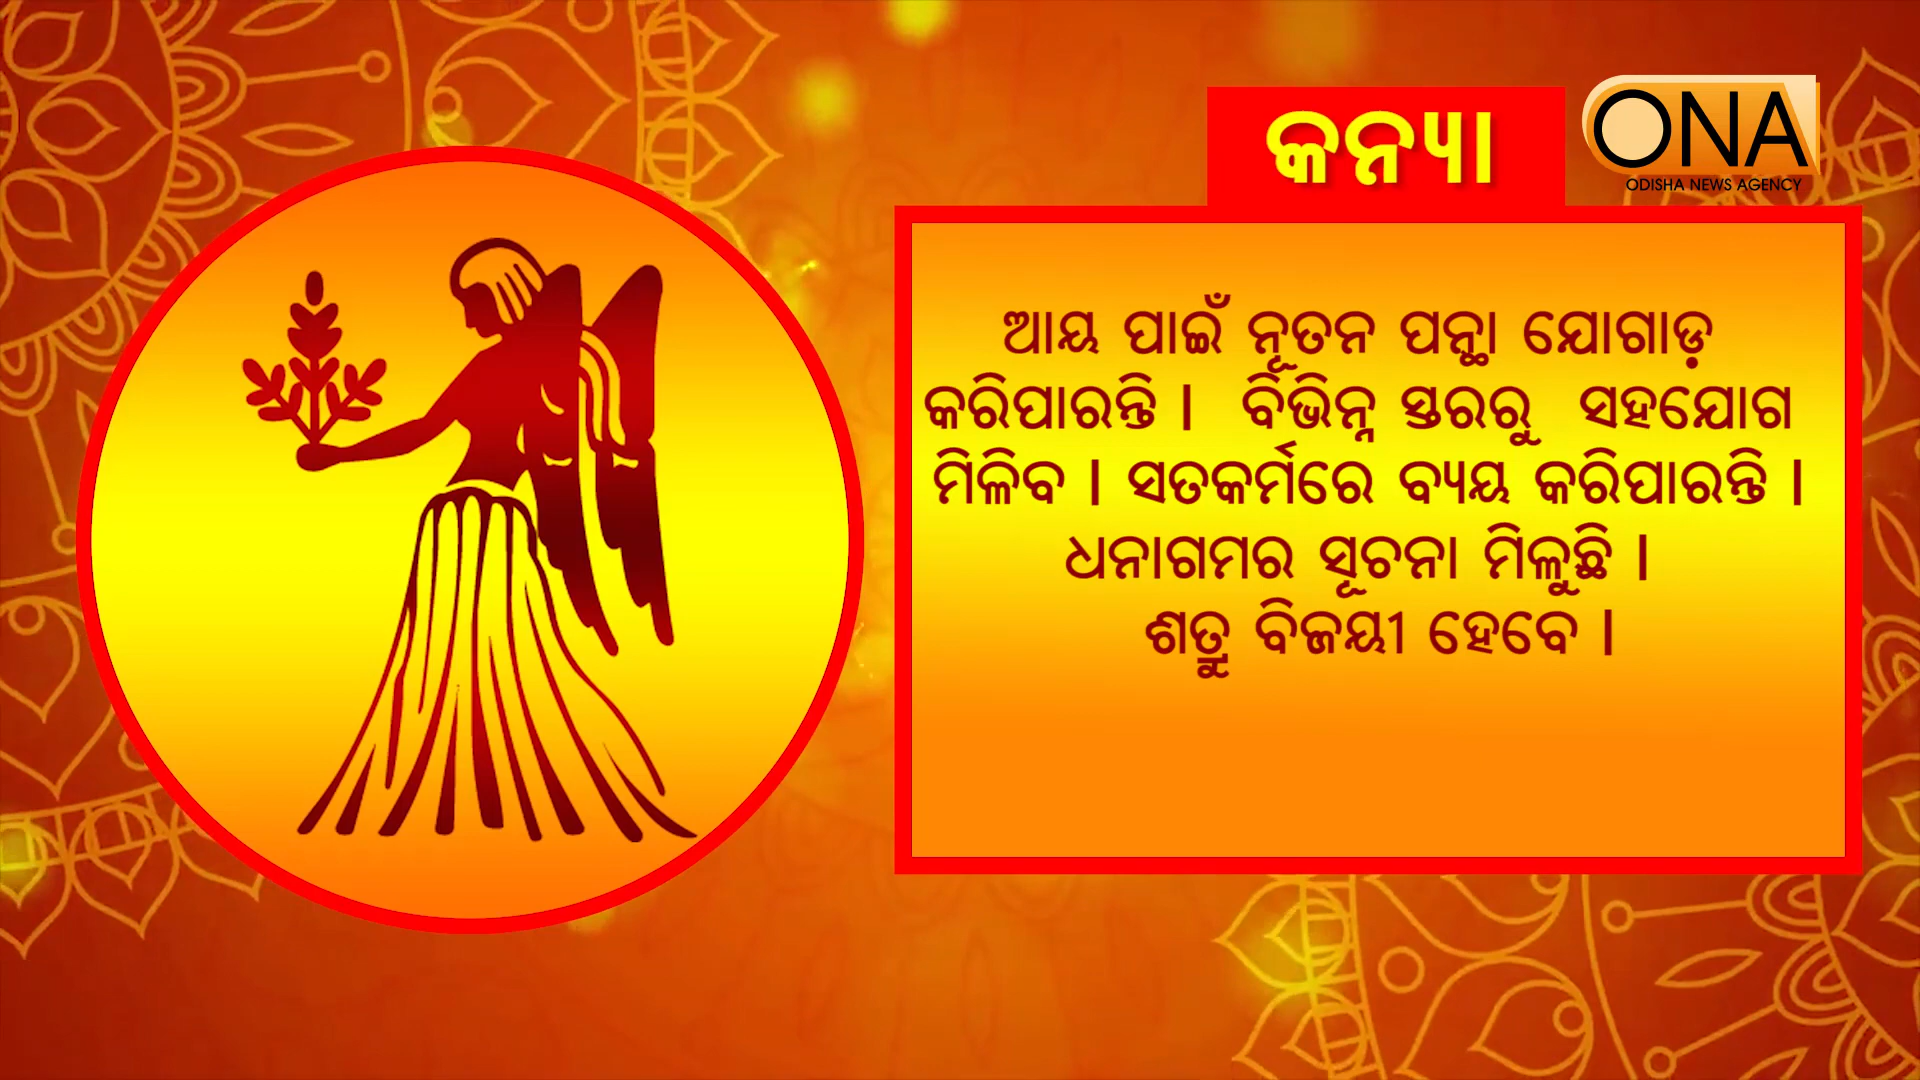 କନ୍ୟା
ONA
ODISHA NEWS AGENCY
ଆୟ ପାଇଁ ନୂତନ ପନ୍ଥା ଯୋଗାଡ଼
କରିପାରନ୍ତି । ବିଭିନ୍ନ ସ୍ତରରୁ ସହଯୋଗ
ମିଳିବ । ସତକର୍ମରେ ବ୍ୟୟ କରିପାରନ୍ତି ।
ଧନାଗମର ସୂଚନା ମିଳୁଛି ।
ଶତ୍ରୁ ବିଜୟୀ ହେବେ ।